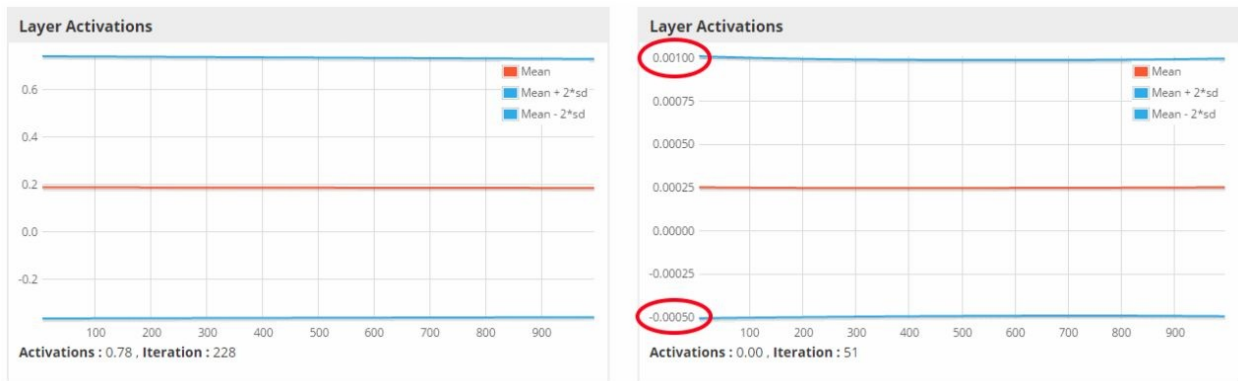 Layer Activations
0.6
0.4
0.2
0.0
-0.2
Mean
Mean + 2*sd
Mean - 2*sd
100 200 300 400 500 600 700 800 900
Activations : 0.78 , Iteration : 228
Layer Activations
0.00100
0.00075
0.00050
0.00025
0.00000
-0.00025
-0.00050
Mean
Mean + 2*sd
Mean - 2*sd
100 200 300 400 500 600 700 800 900
Activations : 0.00 , Iteration : 51